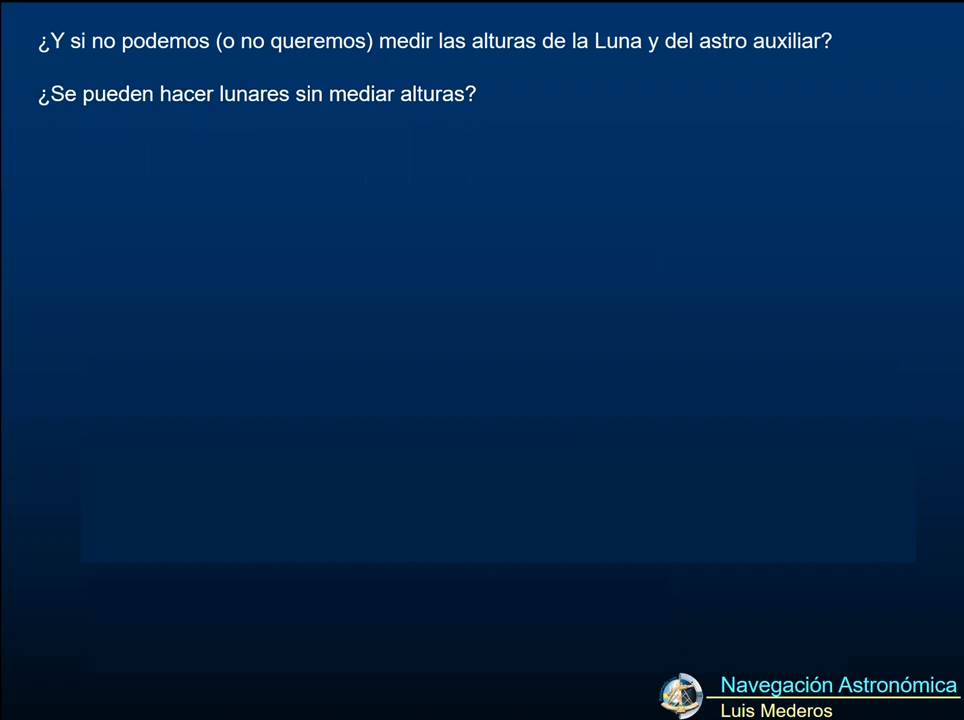 ¿Y si no podemos (o no queremos) medir las alturas de la Luna y del astro auxiliar?
¿Se pueden hacer lunares sin mediar alturas?
Navegación Astronómica
Luis Mederos